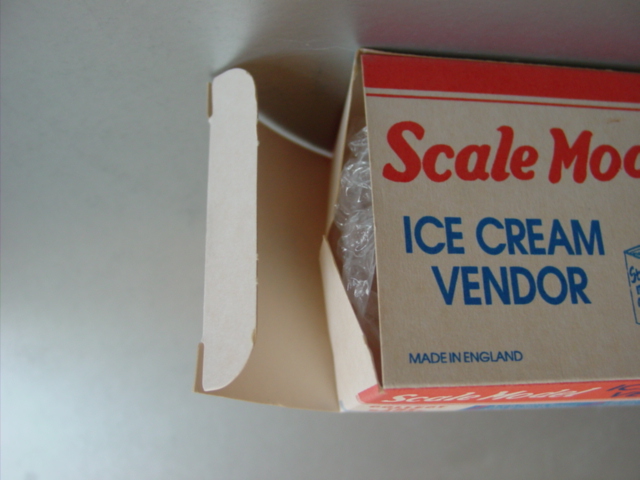 Scale Mod
ICE CREAM
VENDOR
MADE IN ENGLAND
Scale Model